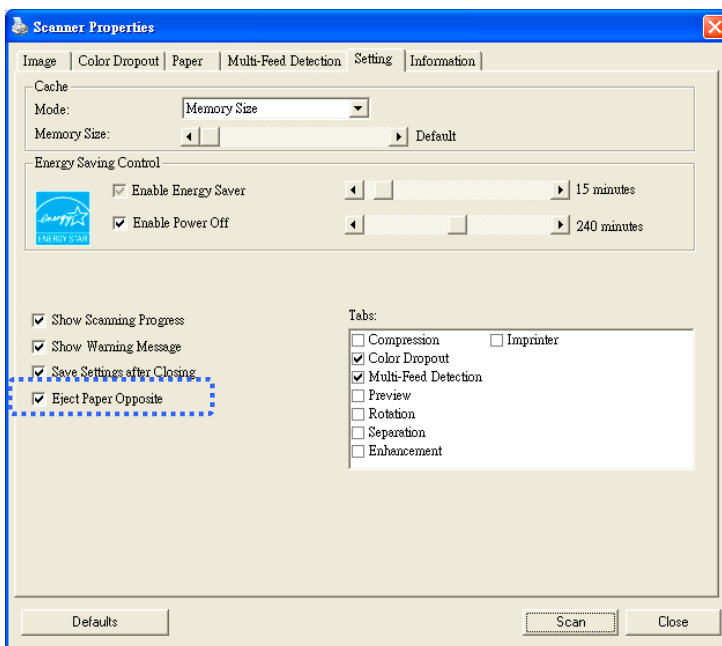 Scanner Properties
Image Color Dropout Paper Multi-Feed Detection Setting Information
Cache
Mode: Memory Size
Memory Size: Default
Energy Saving Control
Enable Energy Saver 15 minutes
energy
ENERGY STAR
Enable Power Off 240 minutes
Show Scanning Progress
Show Warning Message
Save Settings after Closing
Eject Paper Opposite
Tabs:
Compression Imprinter
Color Dropout
Multi-Feed Detection
Preview
Rotation
Separation
Enhancement
Defaults Scan Close